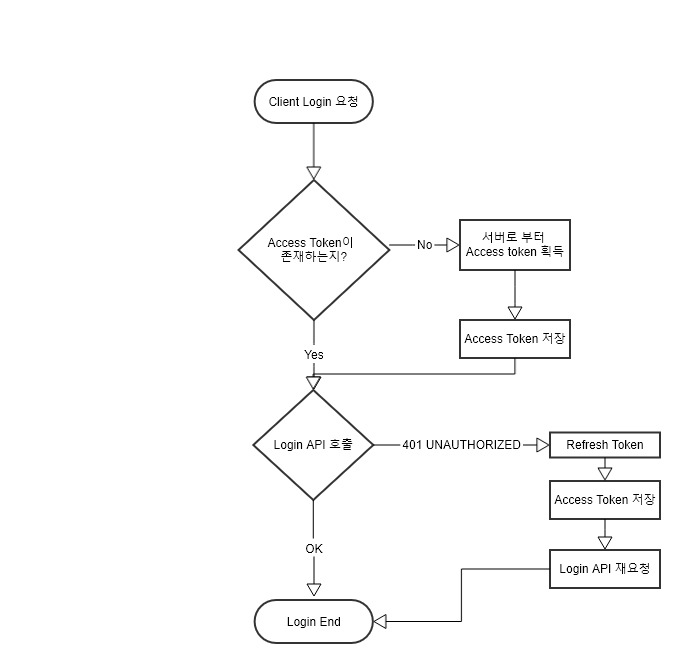 Client Login 요청
Access Token이
존재하는지?
No
서버로 부터
Access token 획득
Access Token 저장
Yes
Login API 호출
401 UNAUTHORIZED
Refresh Token
Access Token 저장
Login API 재요청
OK
Login End